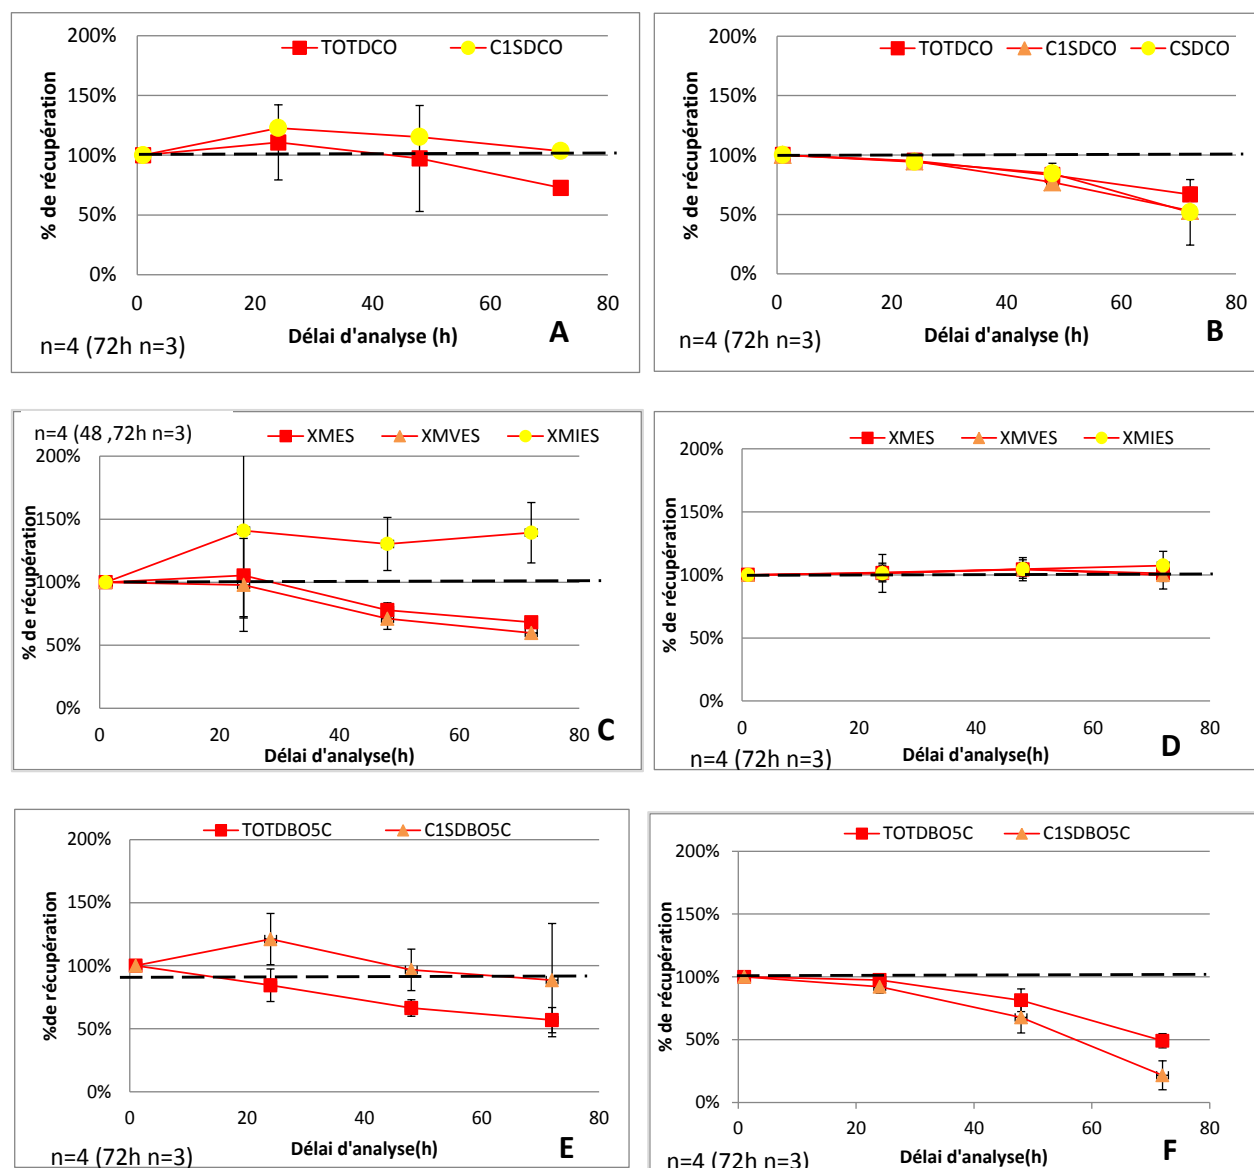 TOTDCO C1SDCO
200%
150%
100%
50%
0%
% de récupération
0 20 40 60 80
Délai d'analyse (h)
A
n=4 (72h n=3)
TOTDCO C1SDCO CSDCO
200%
150%
100%
50%
0%
% de récupération
0 20 40 60 80
Délai d'analyse (h)
B
n=4 (72h n=3)
n=4 (48 ,72h n=3)
XMES XMVES XMIES
200%
150%
100%
50%
0%
% de récupération
0 20 40 60 80
Délai d'analyse(h)
C
XMES XMVES XMIES
200%
150%
100%
50%
0%
% de récupération
0 20 40 60 80
Délai d'analyse(h)
D
n=4 (72h n=3)
TOTDBO5C C1SDBO5C
200%
150%
100%
50%
0%
%de récupération
0 20 40 60 80
Délai d'analyse(h)
E
n=4 (72h n=3)
TOTDBO5C C1SDBO5C
200%
150%
100%
50%
0%
% de récupération
0 20 40 60 80
Délai d'analyse(h)
F
n=4 (72h n=3)